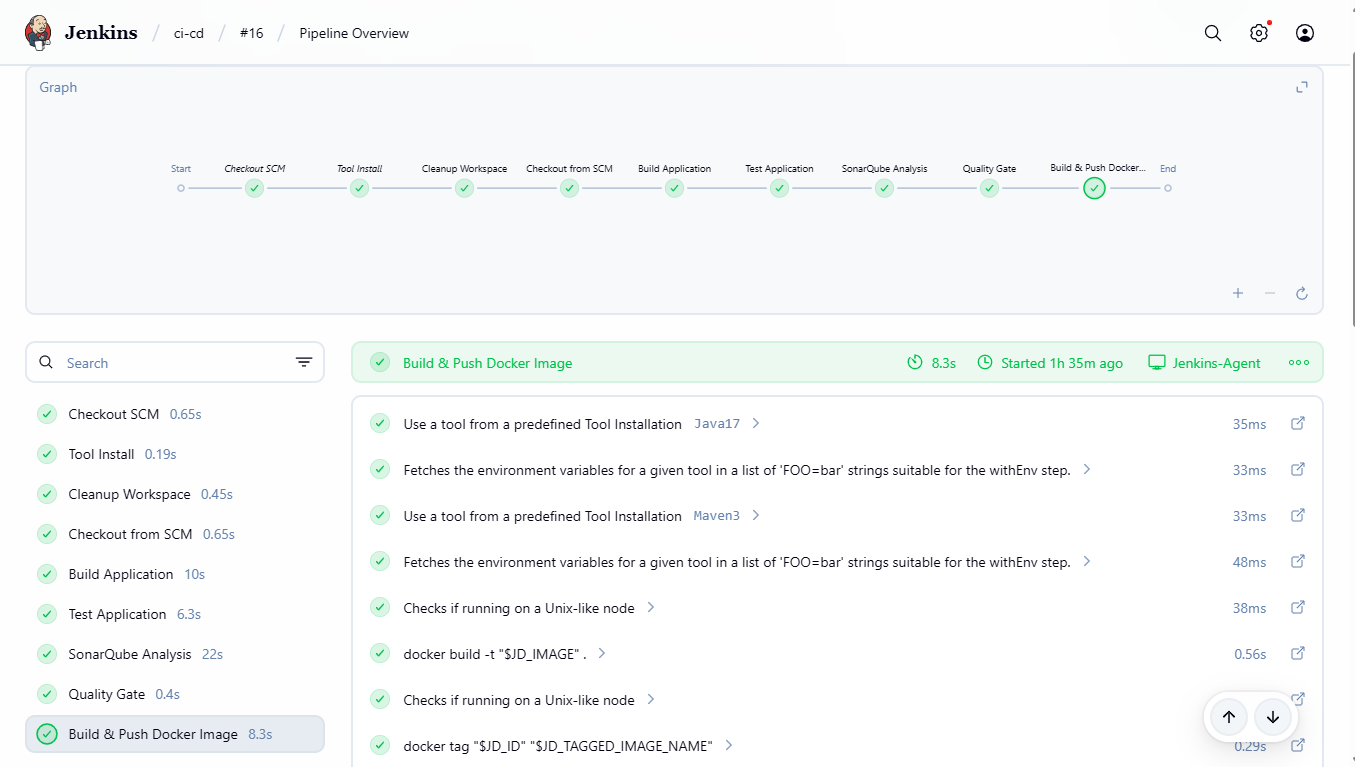 Jenkins / ci-cd / #16 / Pipeline Overview
Graph
Start Checkout SCM Tool Install Cleanup Workspace Checkout from SCM Build Application Test Application SonarQube Analysis Quality Gate Build & Push Docker... End
Search
Checkout SCM 0.65s
Tool Install 0.19s
Cleanup Workspace 0.45s
Checkout from SCM 0.65s
Build Application 10s
Test Application 6.3s
SonarQube Analysis 22s
Quality Gate 0.4s
Build & Push Docker Image 8.3s
Build & Push Docker Image 8.3s Started 1h 35m ago Jenkins-Agent
Use a tool from a predefined Tool Installation Java17 35ms
Fetches the environment variables for a given tool in a list of 'FOO=bar' strings suitable for the withEnv step. 33ms
Use a tool from a predefined Tool Installation Maven3 33ms
Fetches the environment variables for a given tool in a list of 'FOO=bar' strings suitable for the withEnv step. 48ms
Checks if running on a Unix-like node 38ms
docker build -t "$JD_IMAGE" . 0.56s
Checks if running on a Unix-like node
docker tag "$JD_ID" "$JD_TAGGED_IMAGE_NAME" 0.29s